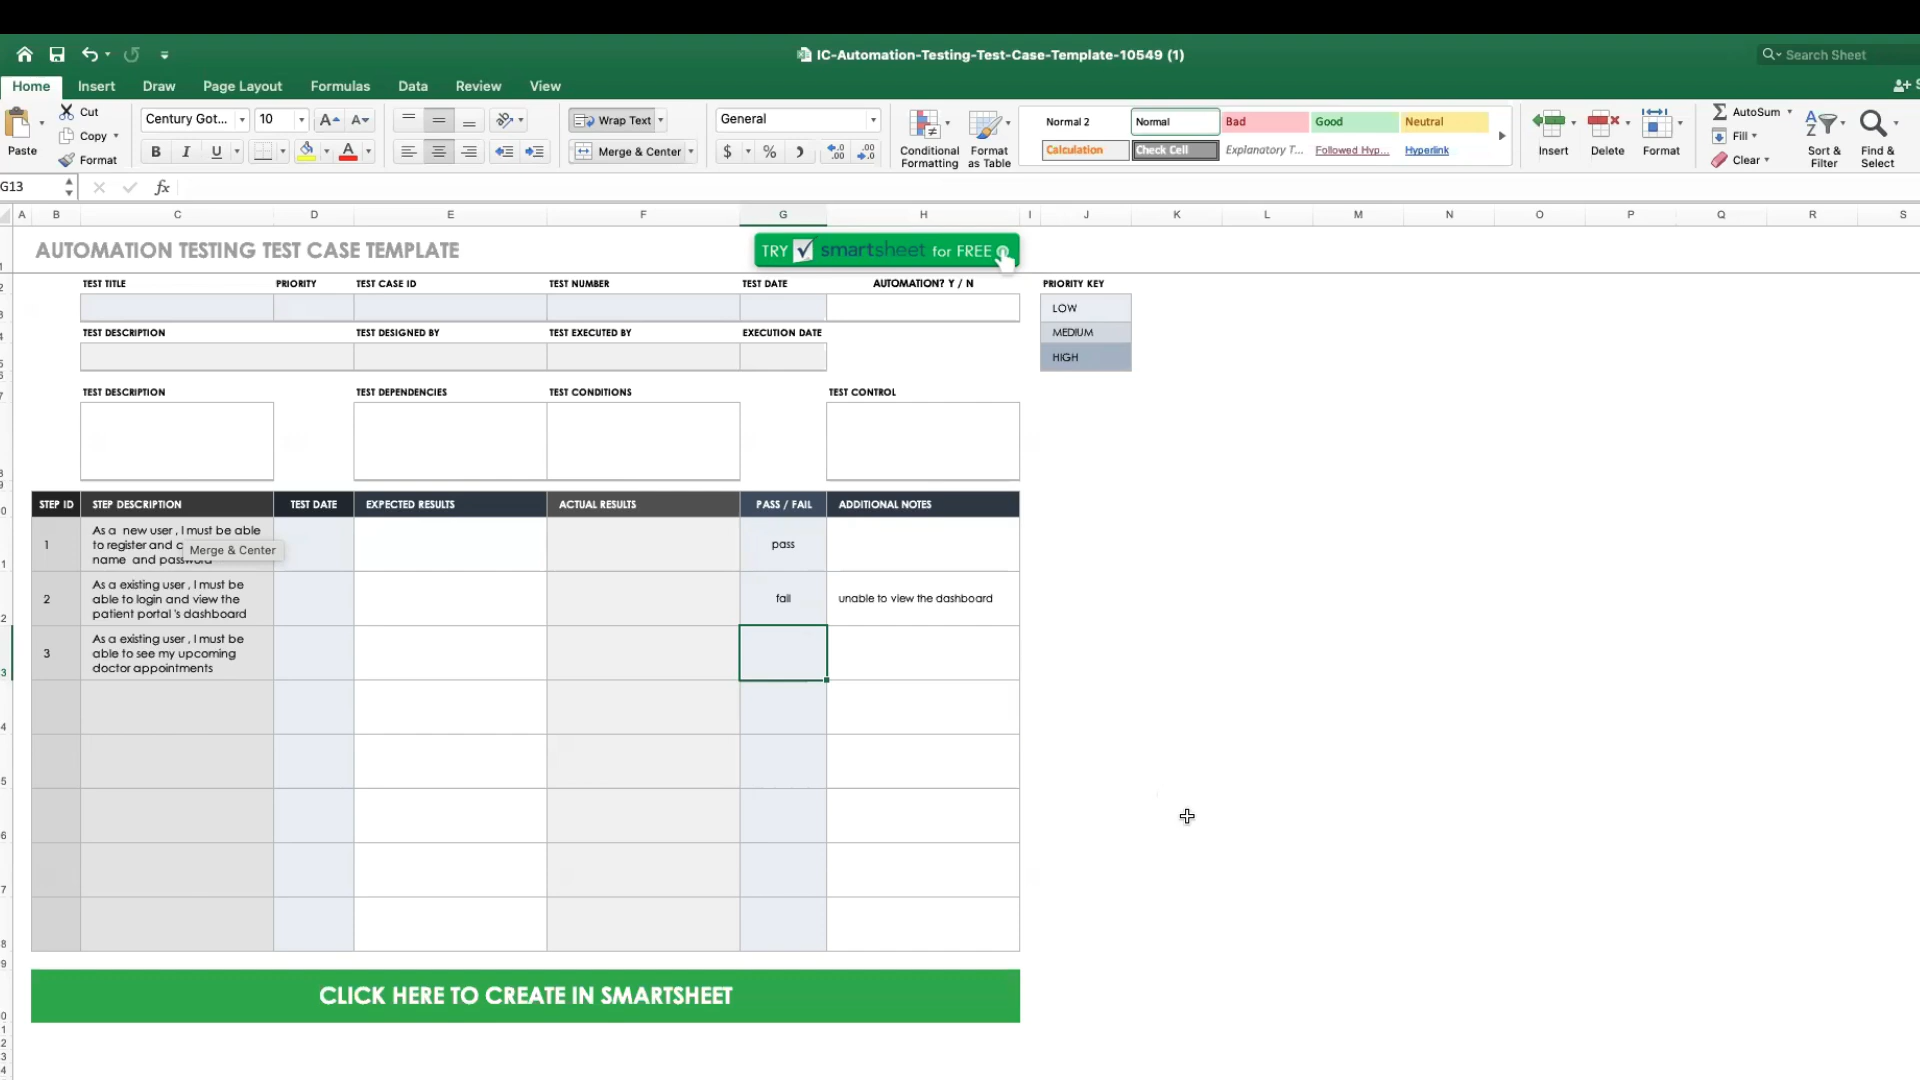 IC-Automation-Testing-Test-Case-Template-10549 (1)
Search Sheet
Home Insert Draw Page Layout Formulas Data Review View
Paste
Cut
Copy
Format
Century Got... 10
B I U
Wrap Text
Merge & Center
General
$ %
Conditional Formatting
Format as Table
Normal 2 Normal Bad Good Neutral
Calculation Check Cell Explanatory T... Followed Hyp... Hyperlink
Insert Delete Format
AutoSum
Fill
Clear
Sort & Filter
Find & Select
G13 fx
A B C D E F G H I J K L M N O P Q R S
AUTOMATION TESTING TEST CASE TEMPLATE
TRY smartsheet for FREE
TEST TITLE PRIORITY TEST CASE ID TEST NUMBER TEST DATE AUTOMATION? Y / N PRIORITY KEY
LOW
TEST DESCRIPTION TEST DESIGNED BY TEST EXECUTED BY EXECUTION DATE MEDIUM
HIGH
TEST DESCRIPTION TEST DEPENDENCIES TEST CONDITIONS TEST CONTROL
STEP ID STEP DESCRIPTION TEST DATE EXPECTED RESULTS ACTUAL RESULTS PASS / FAIL ADDITIONAL NOTES
1
As a new user , I must be able
to register and
name and password
Merge & Center
pass
2
As a existing user , I must be
able to login and view the
patient portal 's dashboard
fail
unable to view the dashboard
3
As a existing user , I must be
able to see my upcoming
doctor appointments
CLICK HERE TO CREATE IN SMARTSHEET